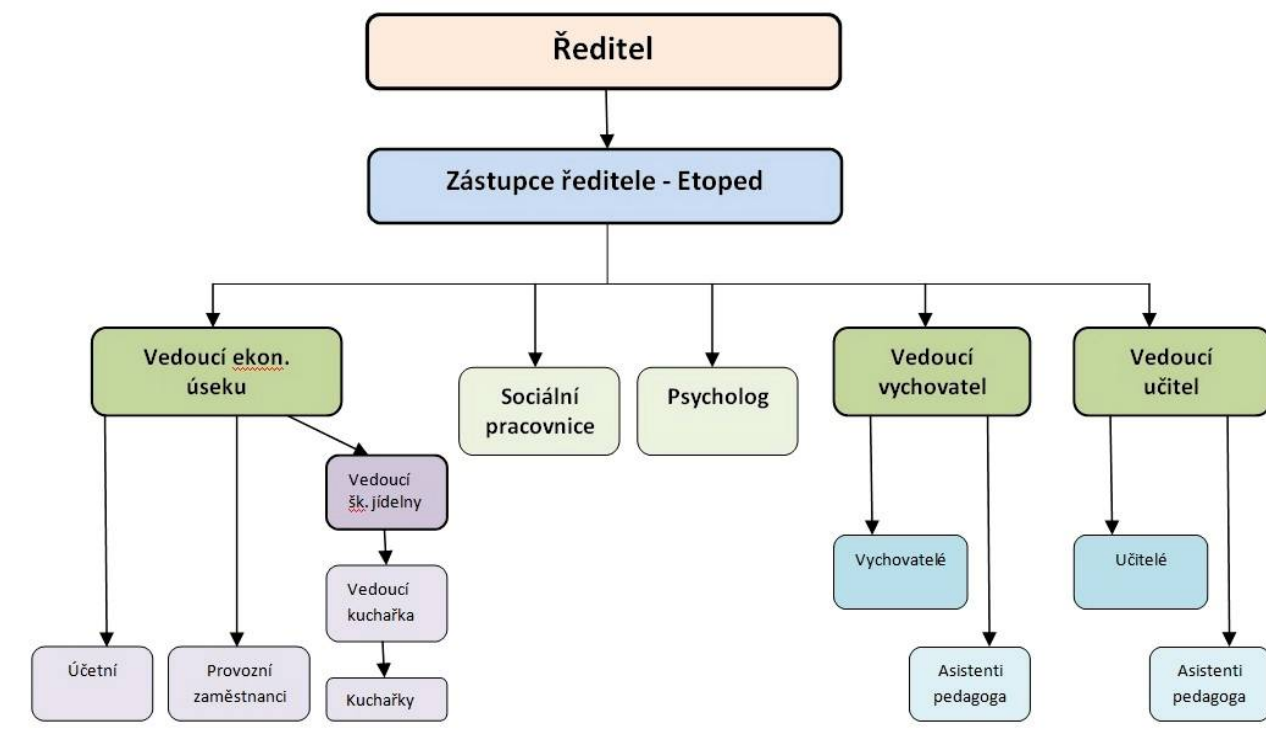 Ředitel
Zástupce ředitele - Etoped
Vedoucí ekon.
úseku
Sociální
pracovnice
Psycholog
Vedoucí
vychovatel
Vedoucí
učitel
Vedoucí
šk. jídelny
Vedoucí
kuchařka
Kuchařky
Účetní
Provozní
zaměstnanci
Vychovatelé
Učitelé
Asistenti
pedagoga
Asistenti
pedagoga